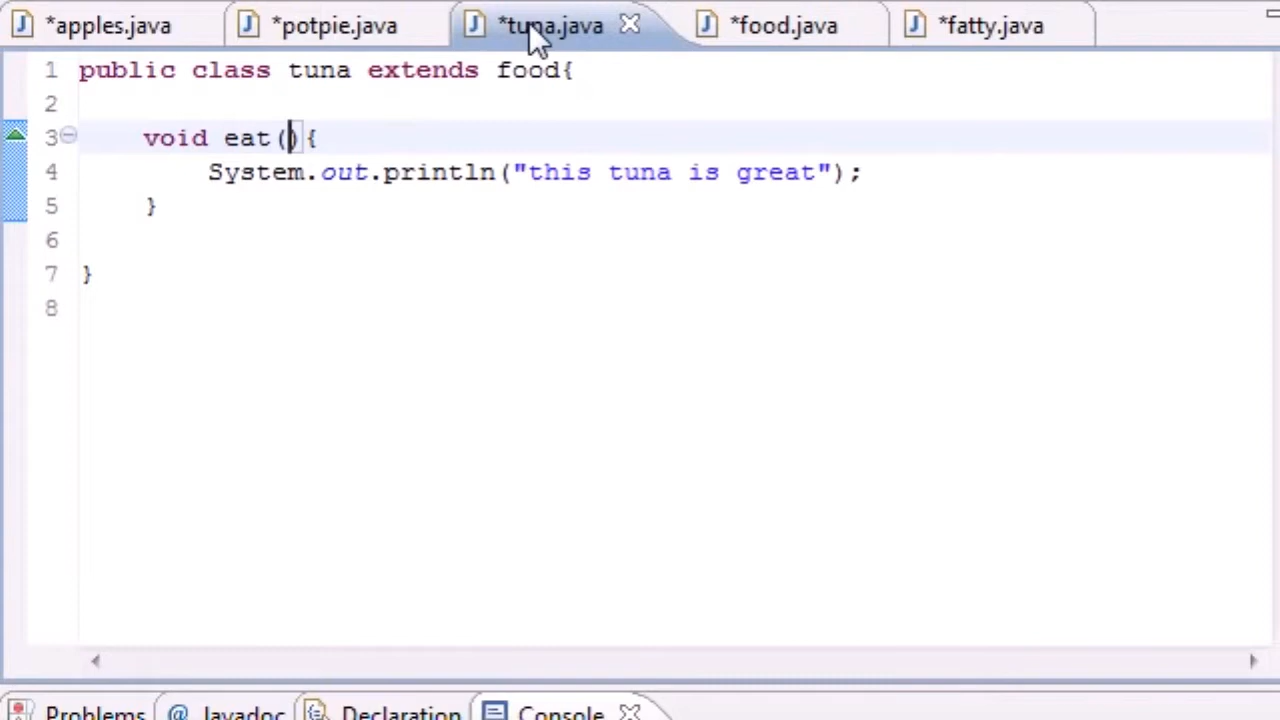 *apples.java *potpie.java *tuna.java *food.java *fatty.java
1 public class tuna extends food{
2
3 void eat(){
4 System.out.println("this tuna is great");
5 }
6
7 }
8
Problems @ Javadoc Declaration Console